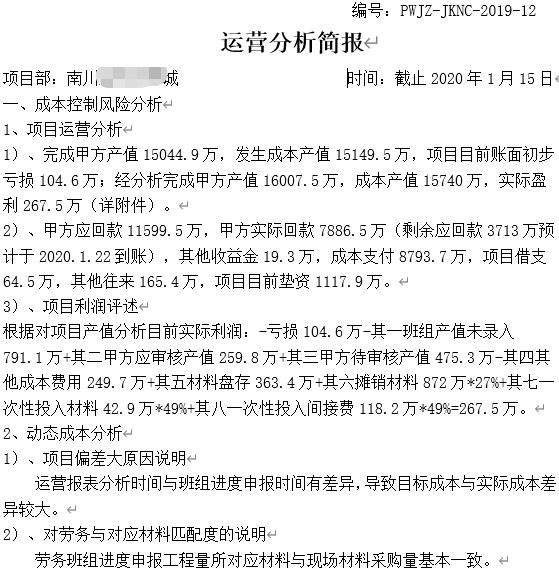 编号：PWJZ-JKNC-2019-12
运营分析简报
项目部：南川 城 时间：截止 2020 年 1 月 15 日
一、成本控制风险分析
1、项目运营分析
1）、完成甲方产值 15044.9 万，发生成本产值 15149.5 万，项目目前账面初步
亏损 104.6 万；经分析完成甲方产值 16007.5 万，成本产值 15740 万，实际盈
利 267.5 万（详附件）。
2）、甲方应回款 11599.5 万，甲方实际回款 7886.5 万（剩余应回款 3713 万预
计于 2020.1.22 到账），其他收益金 19.3 万，成本支付 8793.7 万，项目借支
64.5 万，其他往来 165.4 万，项目目前垫资 1117.9 万。
3）、项目利润评述
根据对项目产值分析目前实际利润：-亏损 104.6 万-其一班组产值未录入
791.1 万+其二甲方应审核产值 259.8 万+其三甲方待审核产值 475.3 万-其四其
他成本费用 249.7 万+其五材料盘存 363.4 万+其六摊销材料 872 万*27%+其七一
次性投入材料 42.9 万*49%+其八一次性投入间接费 118.2 万*49%=267.5 万。
2、动态成本分析
1）、项目偏差大原因说明
运营报表分析时间与班组进度申报时间有差异，导致目标成本与实际成本差
异较大。
2）、对劳务与对应材料匹配度的说明
劳务班组进度申报工程量所对应材料与现场材料采购量基本一致。